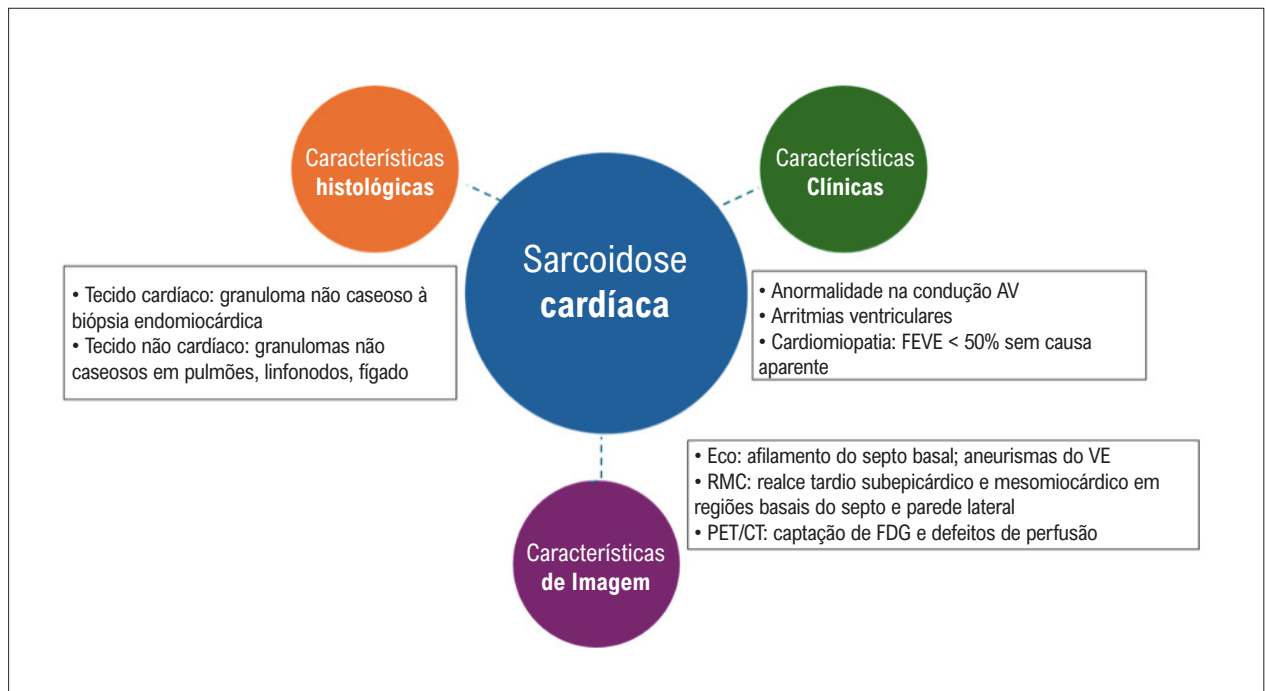 Características
histológicas
Características
Clínicas
Sarcoidose
cardíaca
• Tecido cardíaco: granuloma não caseoso à
biópsia endomiocárdica
• Tecido não cardíaco: granulomas não
caseosos em pulmões, linfonodos, fígado
• Anormalidade na condução AV
• Arritmias ventriculares
• Cardiomiopatia: FEVE < 50% sem causa
aparente
• Eco: afilamento do septo basal; aneurismas do VE
• RMC: realce tardio subepicárdico e mesomiocárdico em
regiões basais do septo e parede lateral
• PET/CT: captação de FDG e defeitos de perfusão
Características
de Imagem